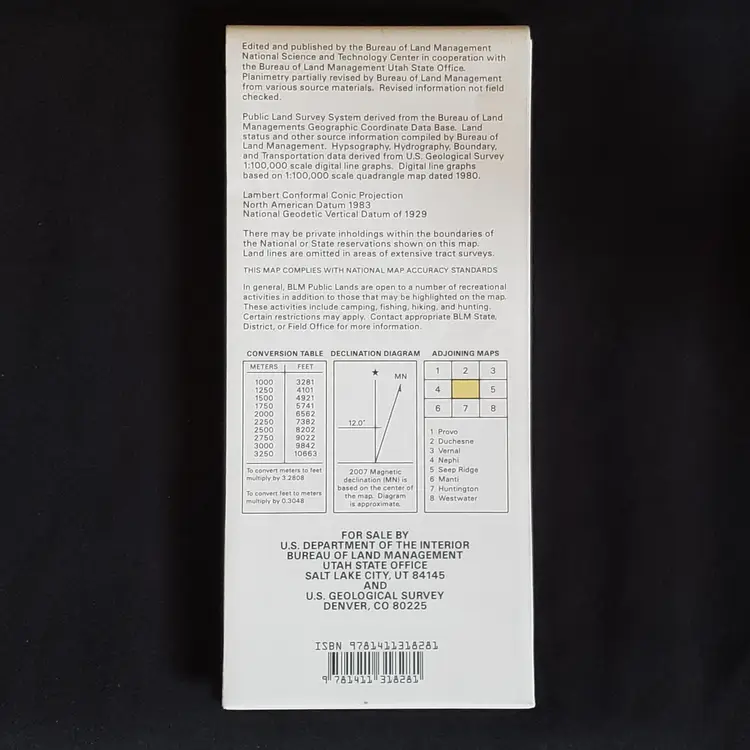 Edited and published by the Bureau of Land Management
National Science and Technology Center in cooperation with
the Bureau of Land Management Utah State Office.
Planimetry partially revised by Bureau of Land Management
from various source materials. Revised information not field
checked.
Public Land Survey System derived from the Bureau of Land
Managements Geographic Coordinate Data Base. Land
status and other source information compiled by Bureau of
Land Management. Hypsography, Hydrography, Boundary,
and Transportation data derived from U.S. Geological Survey
1:100,000 scale digital line graphs. Digital line graphs
based on 1:100,000 scale quadrangle map dated 1980.
Lambert Conformal Conic Projection
North American Datum 1983
National Geodetic Vertical Datum of 1929
There may be private inholdings within the boundaries of
the National or State reservations shown on this map.
Land lines are omitted in areas of extensive tract surveys.
THIS MAP COMPLIES WITH NATIONAL MAP ACCURACY STANDARDS
In general, BLM Public Lands are open to a number of recreational
activities in addition to those that may be highlighted on the map.
These activities include camping, fishing, hiking, and hunting.
Certain restrictions may apply. Contact appropriate BLM State,
District, or Field Office for more information.
CONVERSION TABLE
METERS FEET
1000 3281
1250 4101
1500 4921
1750 5741
2000 6562
2250 7382
2500 8202
2750 9022
3000 9842
3250 10663
To convert meters to feet
multiply by 3.2808
To convert feet to meters
multiply by 0.3048
DECLINATION DIAGRAM
MN
12.0°
2007 Magnetic
declination (MN) is
based on the center of
the map. Diagram
is approximate.
ADJOINING MAPS
1 2 3
4 5
6 7 8
1 Provo
2 Duchesne
3 Vernal
4 Nephi
5 Seep Ridge
6 Manti
7 Huntington
8 Westwater
FOR SALE BY
U.S. DEPARTMENT OF THE INTERIOR
BUREAU OF LAND MANAGEMENT
UTAH STATE OFFICE
SALT LAKE CITY, UT 84145
AND
U.S. GEOLOGICAL SURVEY
DENVER, CO 80225
ISBN 9781411318281
9 781411 318281